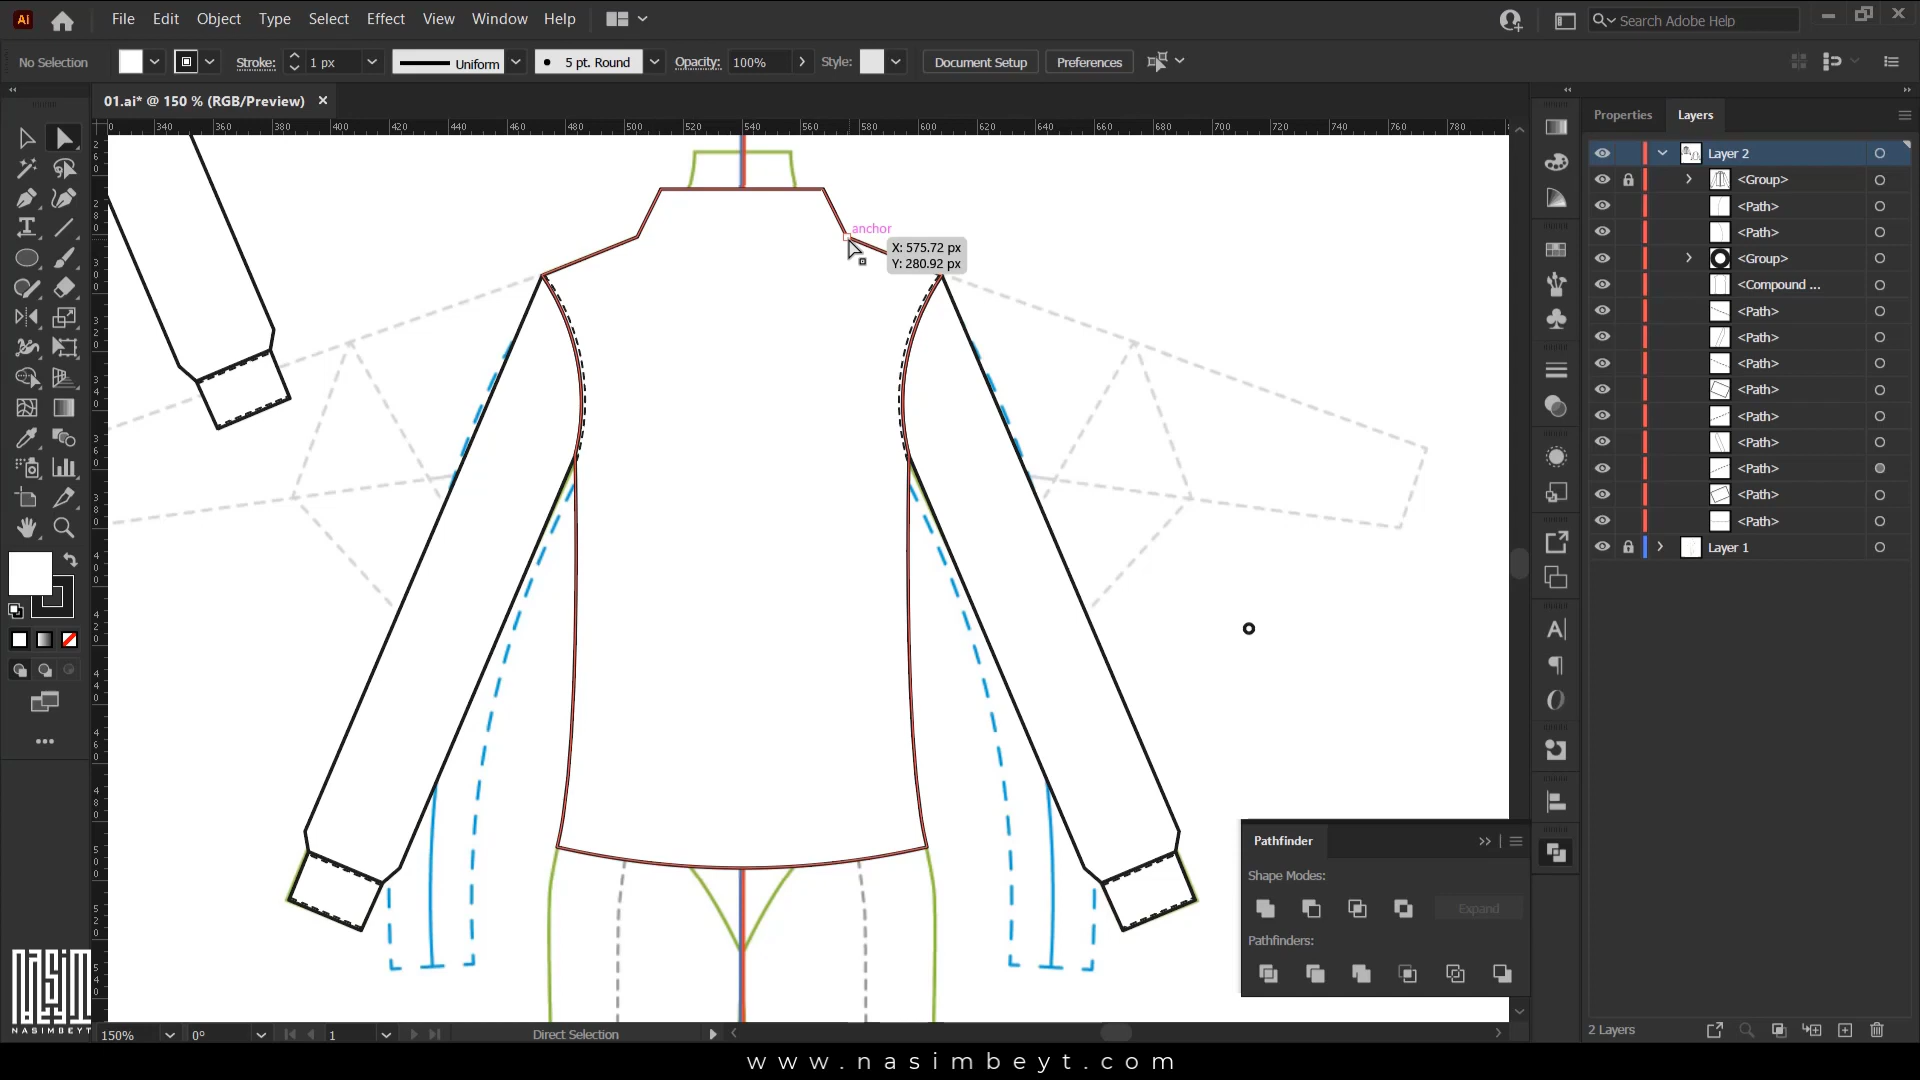 Ai File Edit Object Type Select Effect View Window Help Search Adobe Help
No Selection Stroke: 1 px Uniform 5 pt. Round Opacity: 100% Style: Document Setup Preferences
01.ai* @ 150 % (RGB/Preview) ×
Properties Layers
340 360 380 400 420 440 460 480 500 520 540 560 580 600 620 640 660 680 700 720 740 760 780
Layer 2
<Group>
<Path>
<Path>
<Group>
<Compound ...
<Path>
<Path>
<Path>
<Path>
<Path>
<Path>
<Path>
<Path>
<Path>
Layer 1
anchor
X: 575.72 px
Y: 280.92 px
Pathfinder
Shape Modes:
Expand
Pathfinders:
NASIMBEYT
150% 0° 1 Direct Selection
2 Layers
www.nasimbeyt.com